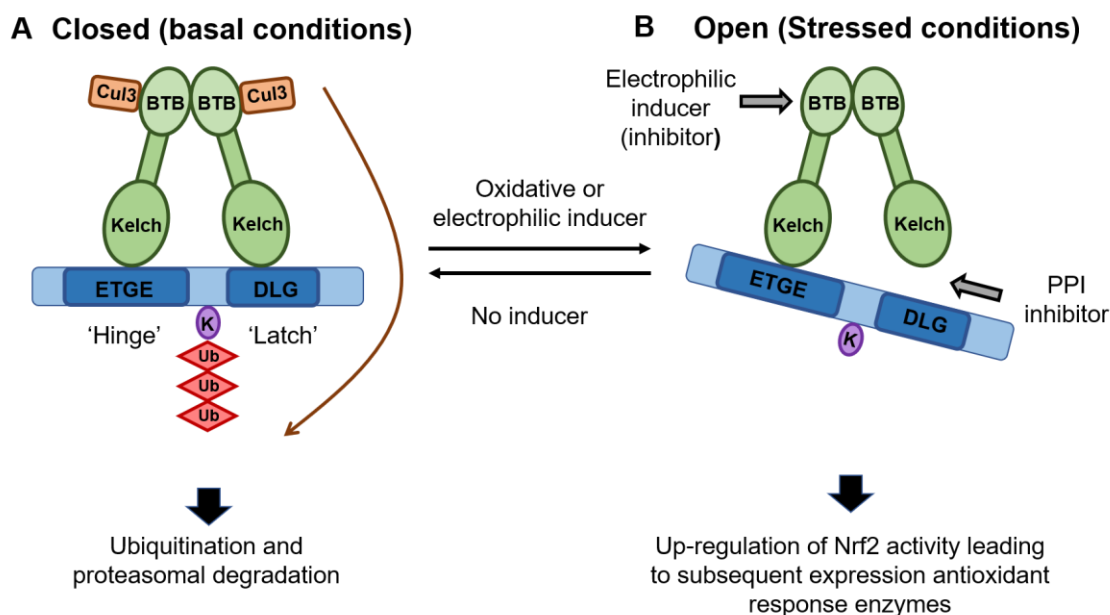 A Closed (basal conditions)
Cul3
BTB
BTB
Cul3
Kelch
Kelch
ETGE
DLG
‘Hinge’
K
‘Latch’
Ub
Ub
Ub
Ubiquitination and
proteasomal degradation
Oxidative or
electrophilic inducer
No inducer
B Open (Stressed conditions)
Electrophilic
inducer
(inhibitor)
BTB
BTB
Kelch
Kelch
ETGE
DLG
K
PPI
inhibitor
Up-regulation of Nrf2 activity leading
to subsequent expression antioxidant
response enzymes